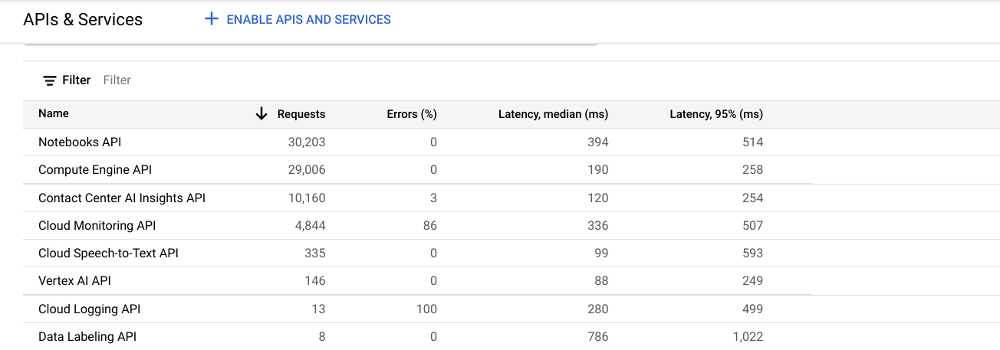 APIs & Services + ENABLE APIS AND SERVICES
Filter Filter
Name ↓ Requests Errors (%) Latency, median (ms) Latency, 95% (ms)
Notebooks API 30,203 0 394 514
Compute Engine API 29,006 0 190 258
Contact Center AI Insights API 10,160 3 120 254
Cloud Monitoring API 4,844 86 336 507
Cloud Speech-to-Text API 335 0 99 593
Vertex AI API 146 0 88 249
Cloud Logging API 13 100 280 499
Data Labeling API 8 0 786 1,022